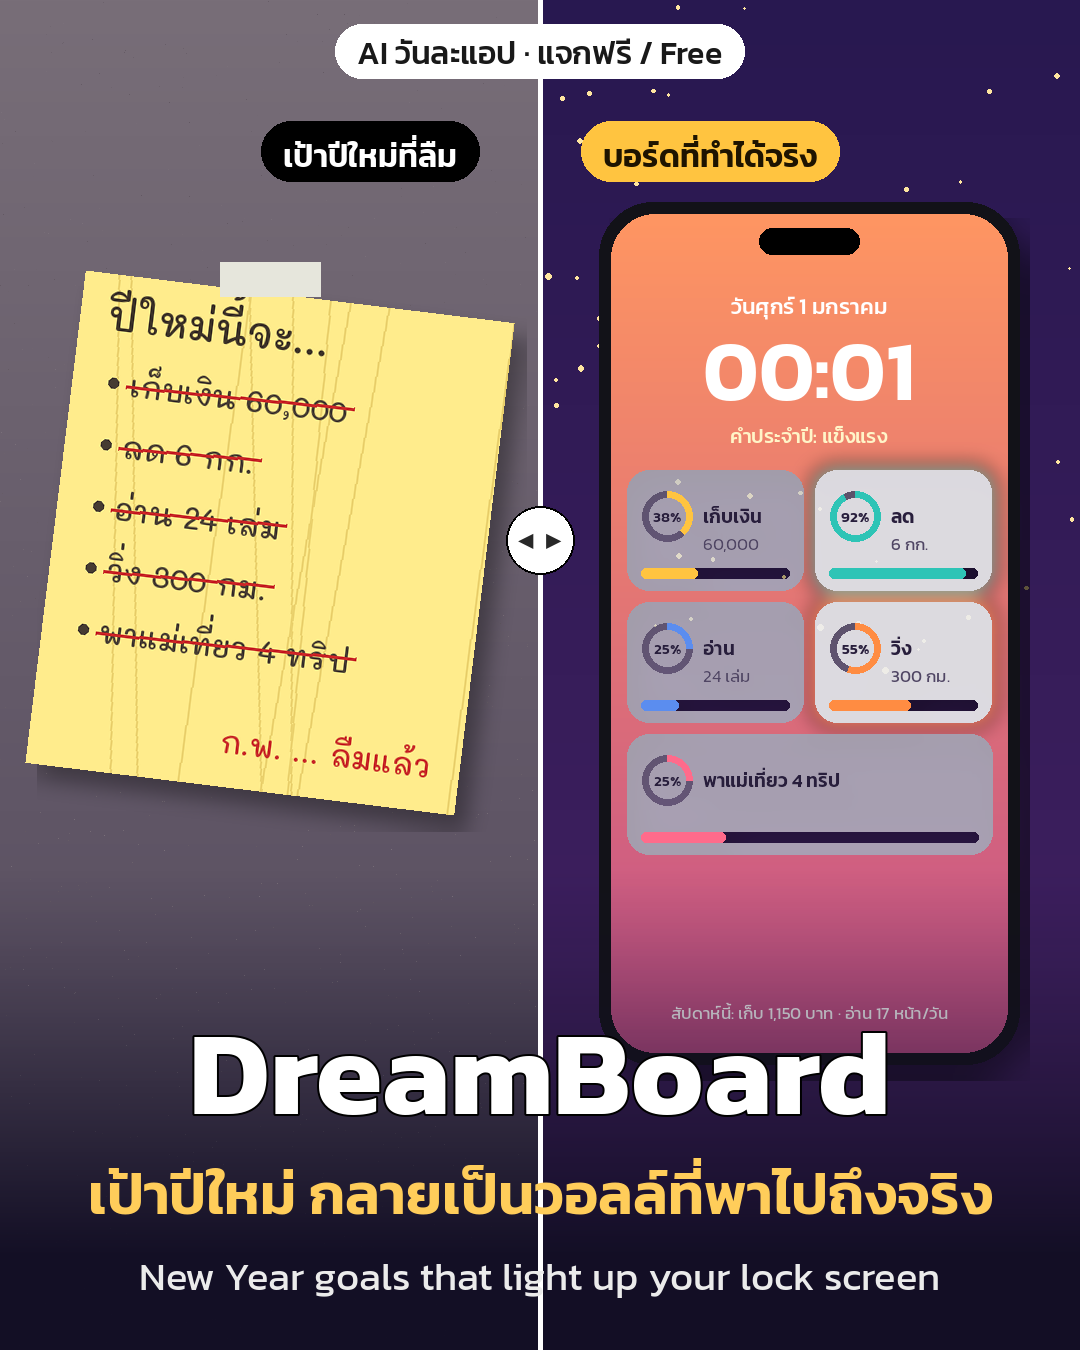 AI วันละแอป · แจกฟรี / Free
เป้าปีใหม่ที่ลืม
บอร์ดที่ทำได้จริง
ปีใหม่นี้จะ...
• เก็บเงิน 60,000
• ลด 6 กก.
• อ่าน 24 เล่ม
• วิ่ง 300 กม.
• พาแม่เที่ยว 4 ทริป
ก.พ. ... ลืมแล้ว
วันศุกร์ 1 มกราคม
00:01
คำประจำปี: แข็งแรง
38% เก็บเงิน
60,000
92% ลด
6 กก.
25% อ่าน
24 เล่ม
55% วิ่ง
300 กม.
25% พาแม่เที่ยว 4 ทริป
สัปดาห์นี้: เก็บ 1,150 บาท · อ่าน 17 หน้า/วัน
DreamBoard
เป้าปีใหม่ กลายเป็นวอลล์ที่พาไปถึงจริง
New Year goals that light up your lock screen